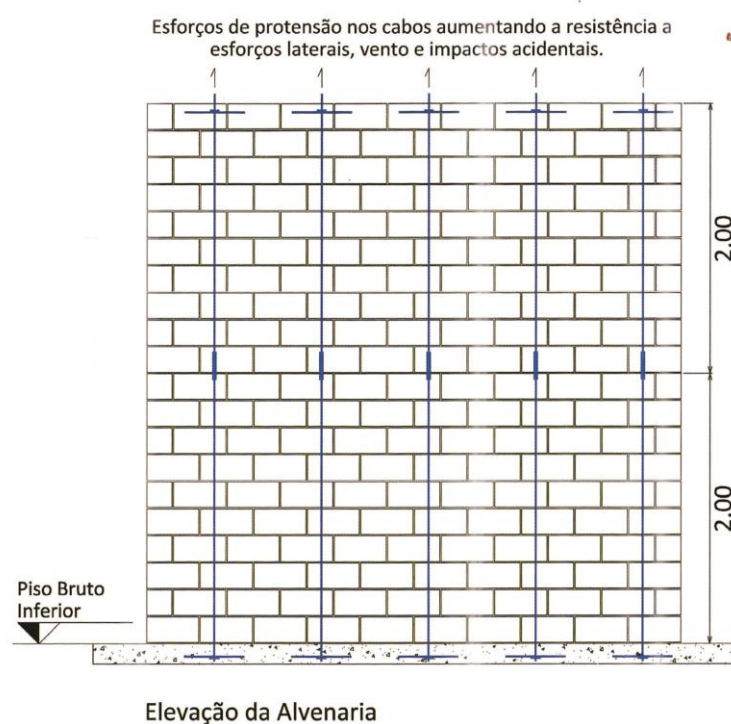 Esforços de protensão nos cabos aumentando a resistência a
esforços laterais, vento e impactos acidentais.
2.00
2.00
Piso Bruto
Inferior
Elevação da Alvenaria